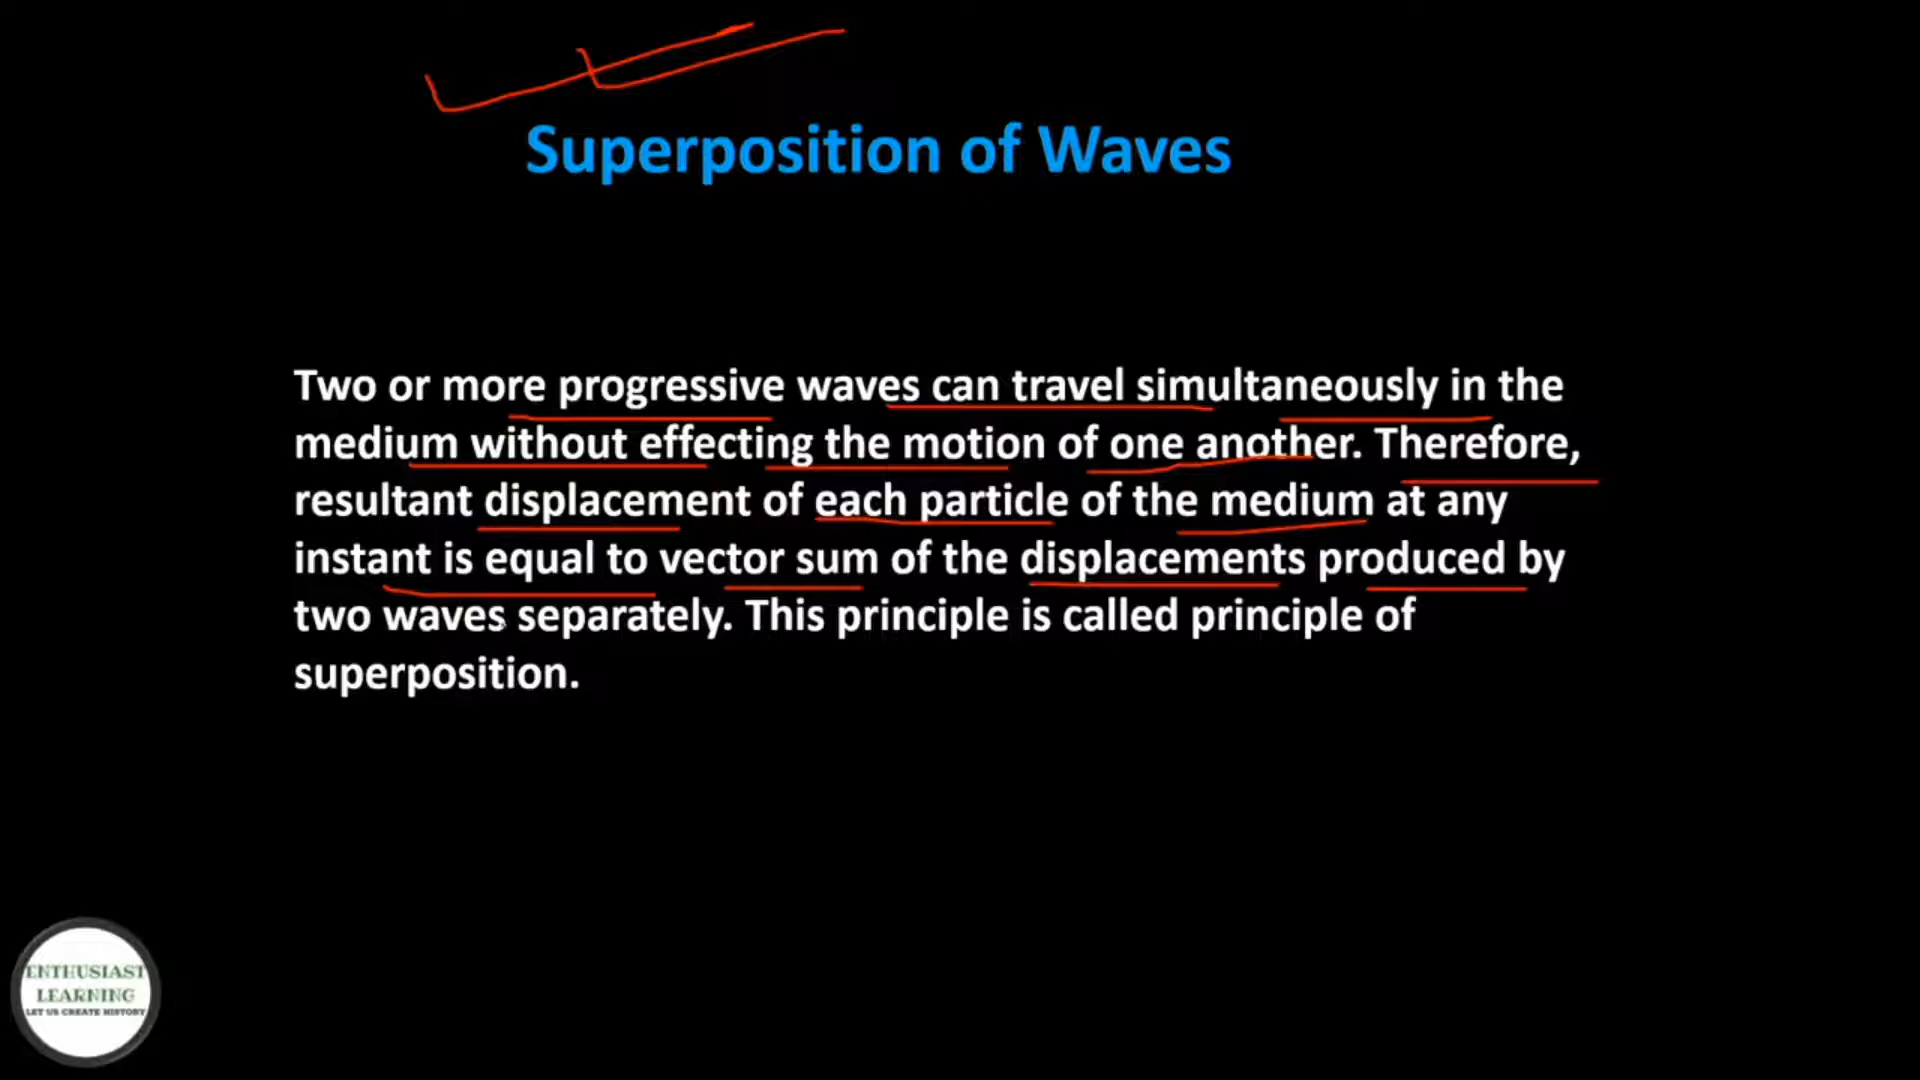 Superposition of Waves
Two or more progressive waves can travel simultaneously in the
medium without effecting the motion of one another. Therefore,
resultant displacement of each particle of the medium at any
instant is equal to vector sum of the displacements produced by
two waves separately. This principle is called principle of
superposition.
ENTHUSIAST
LEARNING
LET US CREATE HISTORY